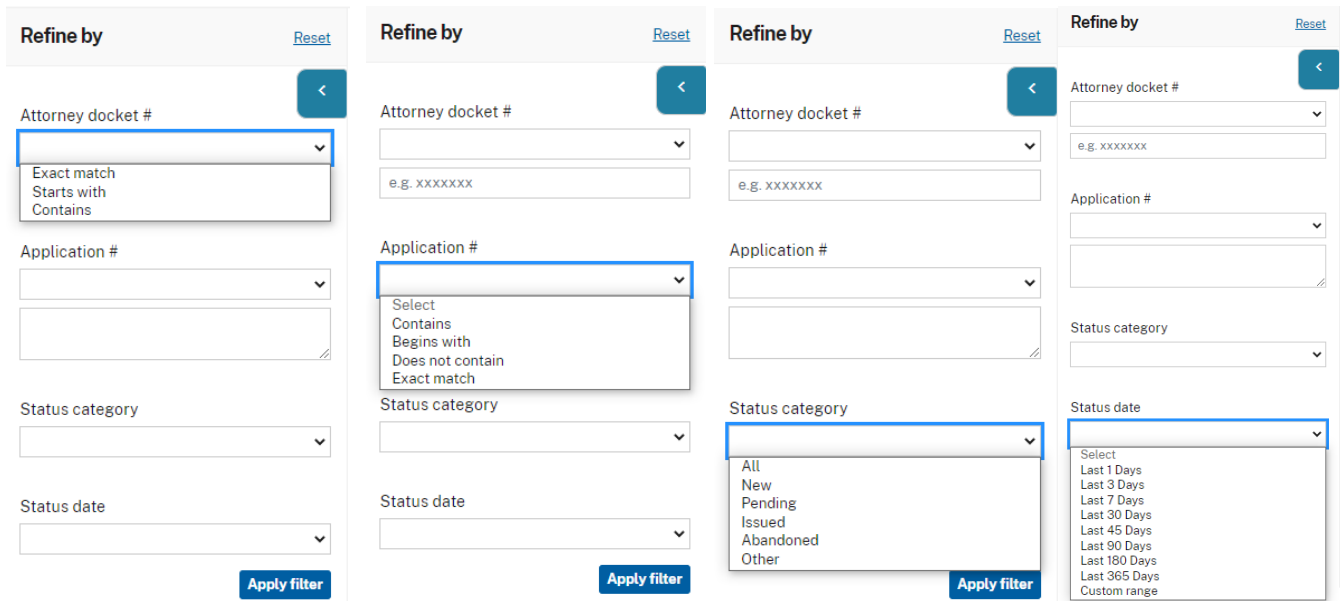 Refine by
Reset
<
Attorney docket #
Exact match
Starts with
Contains
Application #
Status category
Status date
Apply filter
Refine by
Reset
<
Attorney docket #
e.g. xxxxxxx
Application #
Select
Contains
Begins with
Does not contain
Exact match
Status category
Status date
Apply filter
Refine by
Reset
<
Attorney docket #
e.g. xxxxxxx
Application #
Status category
All
New
Pending
Issued
Abandoned
Other
Apply filter
Refine by
Reset
<
Attorney docket #
e.g. xxxxxxx
Application #
Status category
Status date
Select
Last 1 Days
Last 3 Days
Last 7 Days
Last 30 Days
Last 45 Days
Last 90 Days
Last 180 Days
Last 365 Days
Custom range